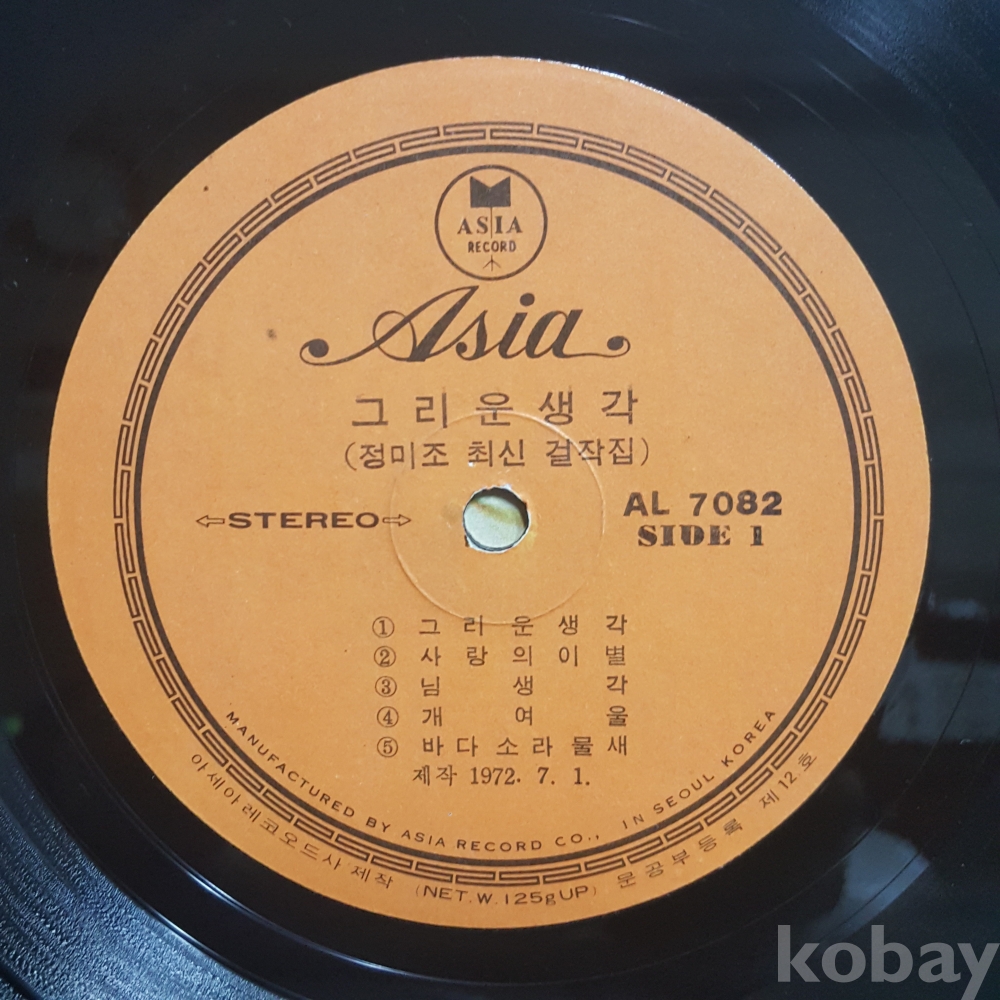 ASIA
RECORD
Asia
그리운생각
(정미조 최신 걸작집)
⇦STEREO⇨
AL 7082
SIDE 1
① 그리운생각
② 사랑의이별
③ 님생각
④ 개여울
⑤ 바다소라물새
제작 1972. 7. 1.
MANUFACTURED BY ASIA RECORD CO., IN SEOUL KOREA
아세아레코오드사제작 (NET.W.125gUP) 문공부등록 제12호
kobay